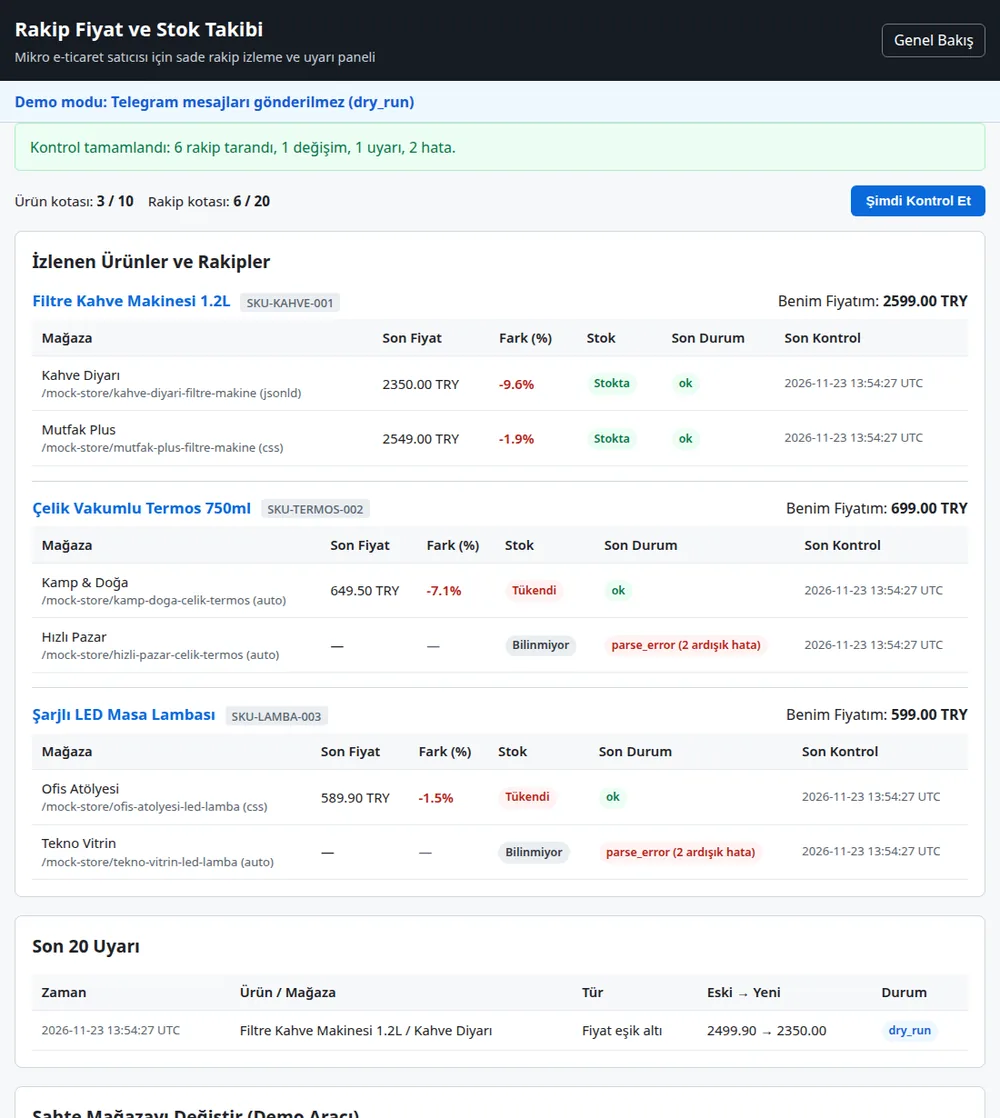 Rakip Fiyat ve Stok Takibi
Mikro e-ticaret satıcısı için sade rakip izleme ve uyarı paneli
Genel Bakış
Demo modu: Telegram mesajları gönderilmez (dry_run)
Kontrol tamamlandı: 6 rakip tarandı, 1 değişim, 1 uyarı, 2 hata.
Ürün kotası: 3 / 10 Rakip kotası: 6 / 20
Şimdi Kontrol Et
İzlenen Ürünler ve Rakipler
Filtre Kahve Makinesi 1.2L SKU-KAHVE-001 Benim Fiyatım: 2599.00 TRY
Mağaza Son Fiyat Fark (%) Stok Son Durum Son Kontrol
Kahve Diyarı
/mock-store/kahve-diyari-filtre-makine (jsonld)
2350.00 TRY -9.6% Stokta ok 2026-11-23 13:54:27 UTC
Mutfak Plus
/mock-store/mutfak-plus-filtre-makine (css)
2549.00 TRY -1.9% Stokta ok 2026-11-23 13:54:27 UTC
Çelik Vakumlu Termos 750ml SKU-TERMOS-002 Benim Fiyatım: 699.00 TRY
Mağaza Son Fiyat Fark (%) Stok Son Durum Son Kontrol
Kamp & Doğa
/mock-store/kamp-doga-celik-termos (auto)
649.50 TRY -7.1% Tükendi ok 2026-11-23 13:54:27 UTC
Hızlı Pazar
/mock-store/hizli-pazar-celik-termos (auto)
— — Bilinmiyor parse_error (2 ardışık hata) 2026-11-23 13:54:27 UTC
Şarjlı LED Masa Lambası SKU-LAMBA-003 Benim Fiyatım: 599.00 TRY
Mağaza Son Fiyat Fark (%) Stok Son Durum Son Kontrol
Ofis Atölyesi
/mock-store/ofis-atolyesi-led-lamba (css)
589.90 TRY -1.5% Tükendi ok 2026-11-23 13:54:27 UTC
Tekno Vitrin
/mock-store/tekno-vitrin-led-lamba (auto)
— — Bilinmiyor parse_error (2 ardışık hata) 2026-11-23 13:54:27 UTC
Son 20 Uyarı
Zaman Ürün / Mağaza Tür Eski → Yeni Durum
2026-11-23 13:54:27 UTC Filtre Kahve Makinesi 1.2L / Kahve Diyarı Fiyat eşik altı 2499.90 → 2350.00 dry_run
Sahte Mağazayı Değiştir (Demo Aracı)